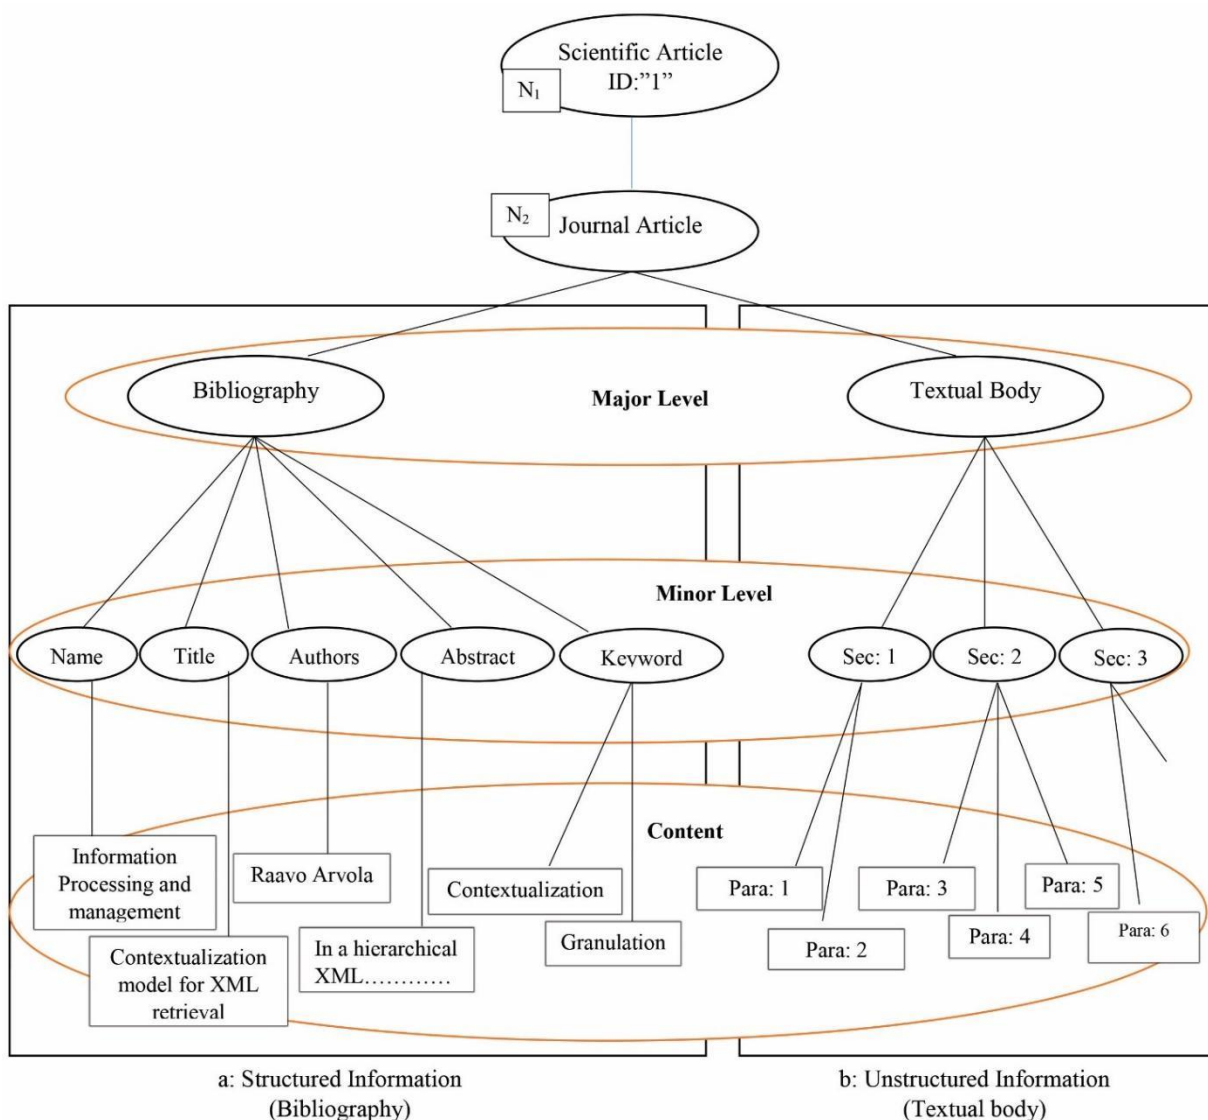 Scientific Article
ID:”1”
N1
N2
Journal Article
Bibliography
Major Level
Textual Body
Minor Level
Name
Title
Authors
Abstract
Keyword
Sec: 1
Sec: 2
Sec: 3
Content
Information
Processing and
management
Raavo Arvola
Contextualization
Para: 1
Para: 3
Para: 5
Contextualization
model for XML
retrieval
In a hierarchical
XML…………
Granulation
Para: 2
Para: 4
Para: 6
a: Structured Information
(Bibliography)
b: Unstructured Information
(Textual body)